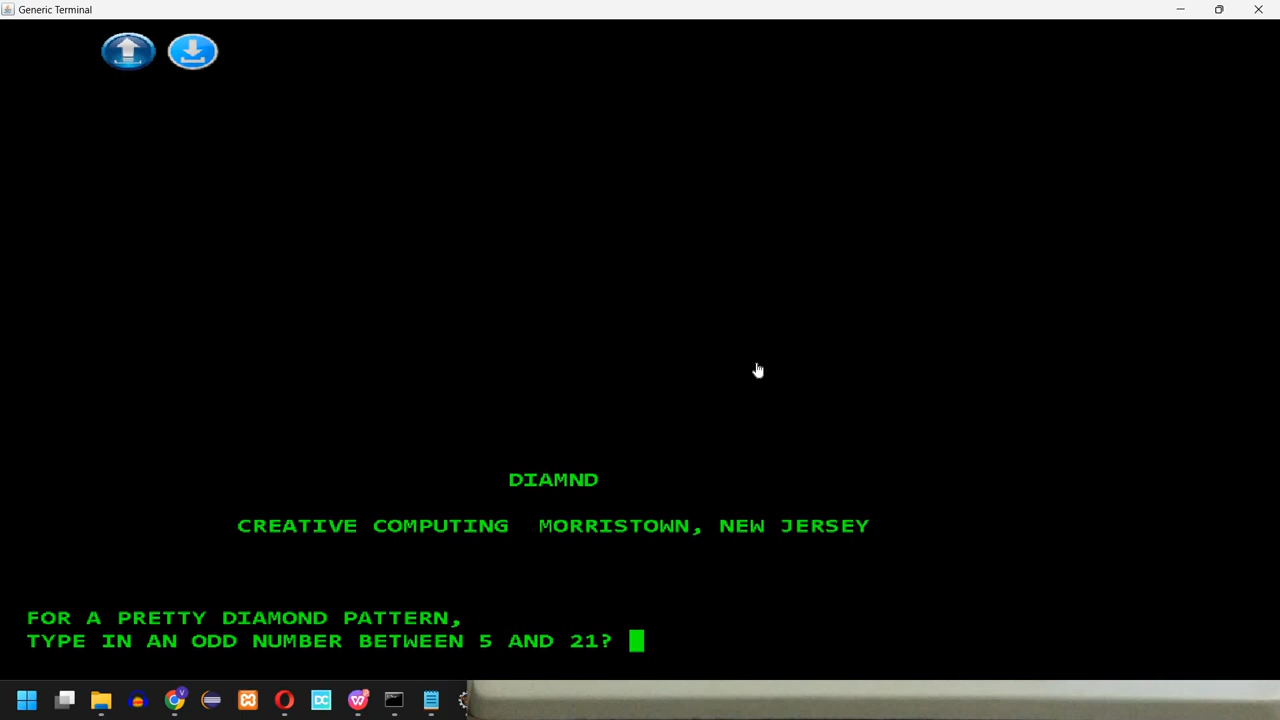 Generic Terminal
DIAMND
CREATIVE COMPUTING  MORRISTOWN, NEW JERSEY
FOR A PRETTY DIAMOND PATTERN,
TYPE IN AN ODD NUMBER BETWEEN 5 AND 21?
V
DC
W